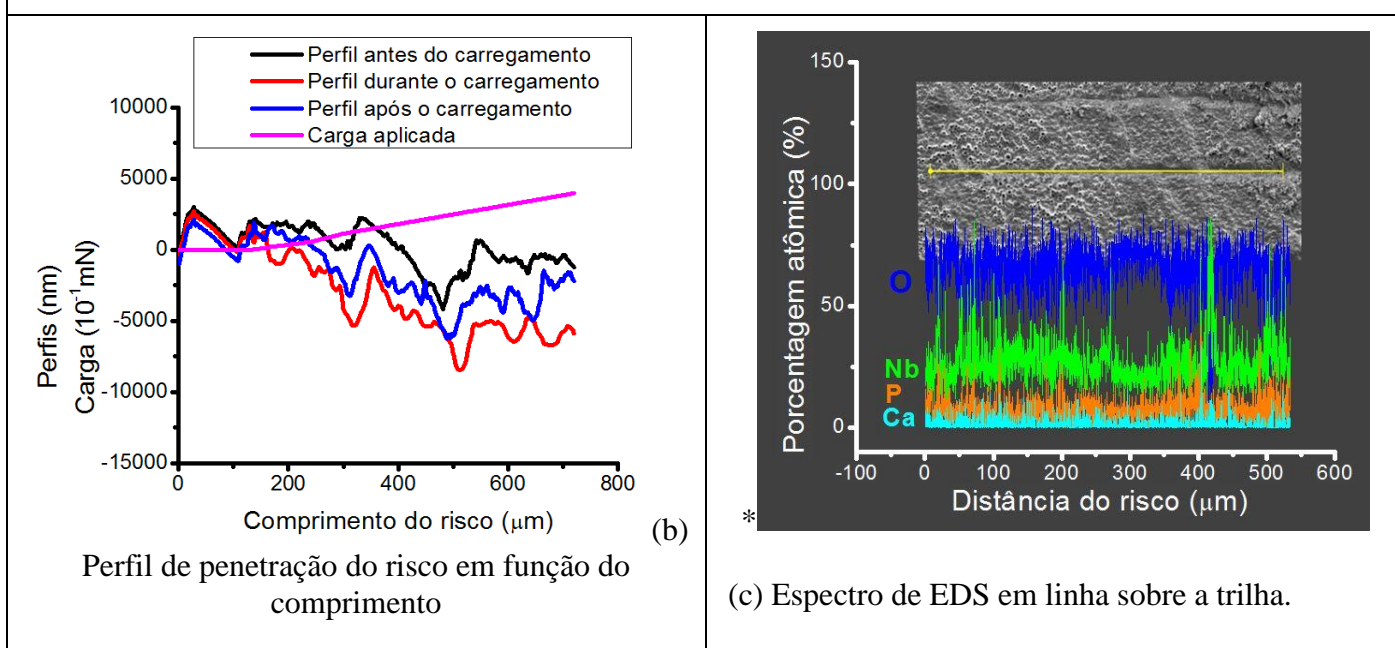 Perfil antes do carregamento
Perfil durante o carregamento
Perfil após o carregamento
Carga aplicada
10000
5000
0
-5000
-10000
-15000
Perfis (nm)
Carga (10⁻¹mN)
0 200 400 600 800
Comprimento do risco (μm)
(b)
Perfil de penetração do risco em função do
comprimento
150
100
50
0
Porcentagem atômica (%)
O
Nb
P
Ca
-100 0 100 200 300 400 500 600
Distância do risco (μm)
*
(c) Espectro de EDS em linha sobre a trilha.